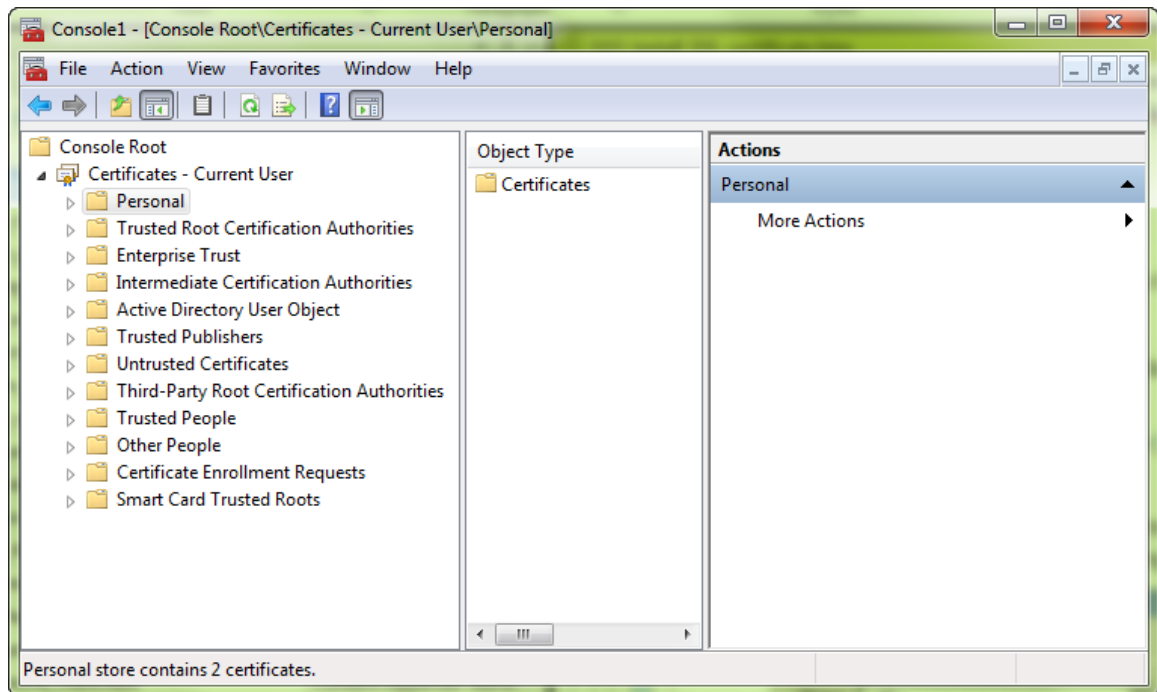 Console1 - [Console Root\Certificates - Current User\Personal]
File Action View Favorites Window Help
Console Root
Certificates - Current User
Personal
Trusted Root Certification Authorities
Enterprise Trust
Intermediate Certification Authorities
Active Directory User Object
Trusted Publishers
Untrusted Certificates
Third-Party Root Certification Authorities
Trusted People
Other People
Certificate Enrollment Requests
Smart Card Trusted Roots
Object Type
Certificates
Actions
Personal
More Actions
Personal store contains 2 certificates.